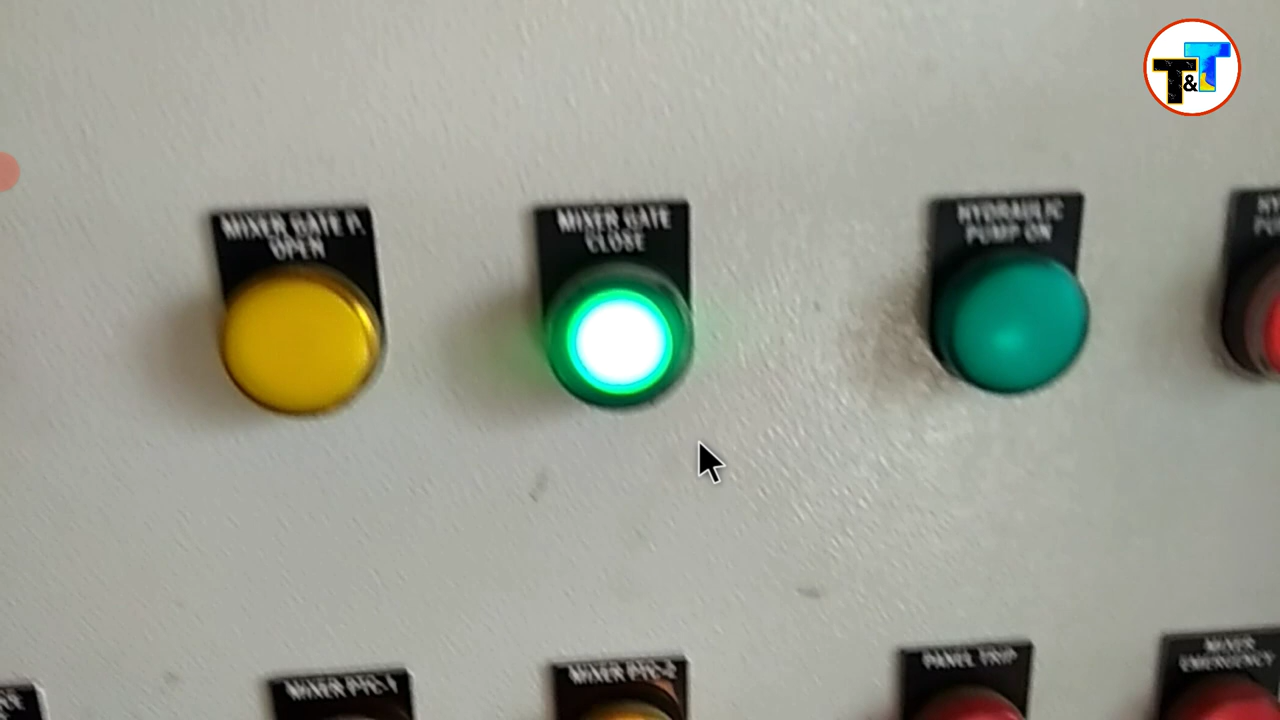 T&T
MIXER GATE P.
OPEN
MIXER GATE
CLOSE
HYDRAULIC
PUMP ON
MIXER PTC-1
MIXER PTC-2
PANEL TRIP
MIXER
EMERGENCY